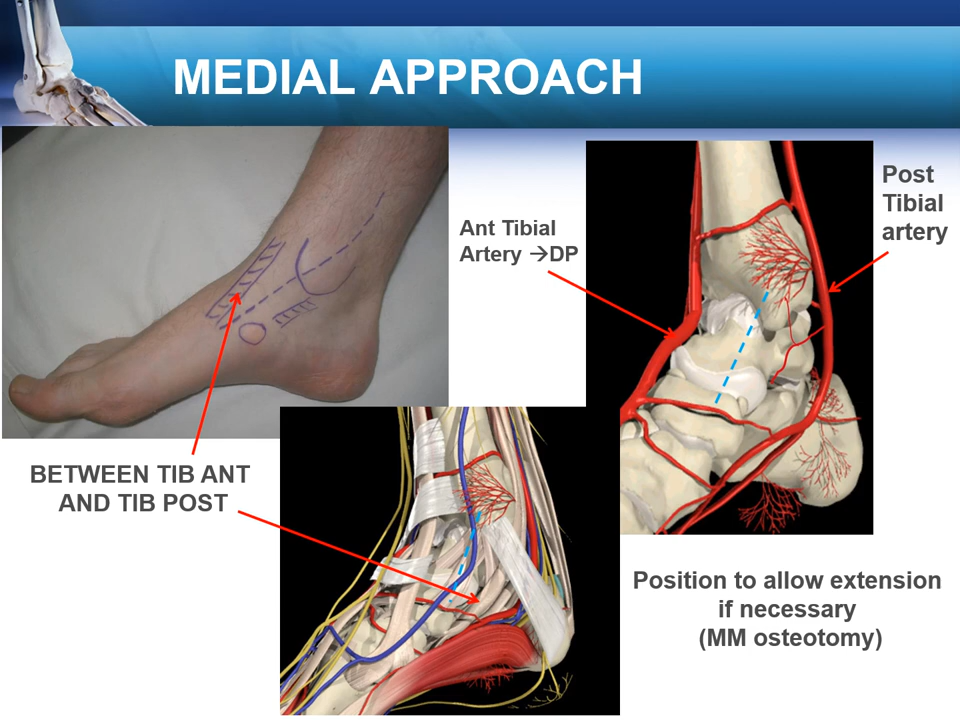 MEDIAL APPROACH
Ant Tibial
Artery →DP
Post
Tibial
artery
BETWEEN TIB ANT
AND TIB POST
Position to allow extension
if necessary
(MM osteotomy)